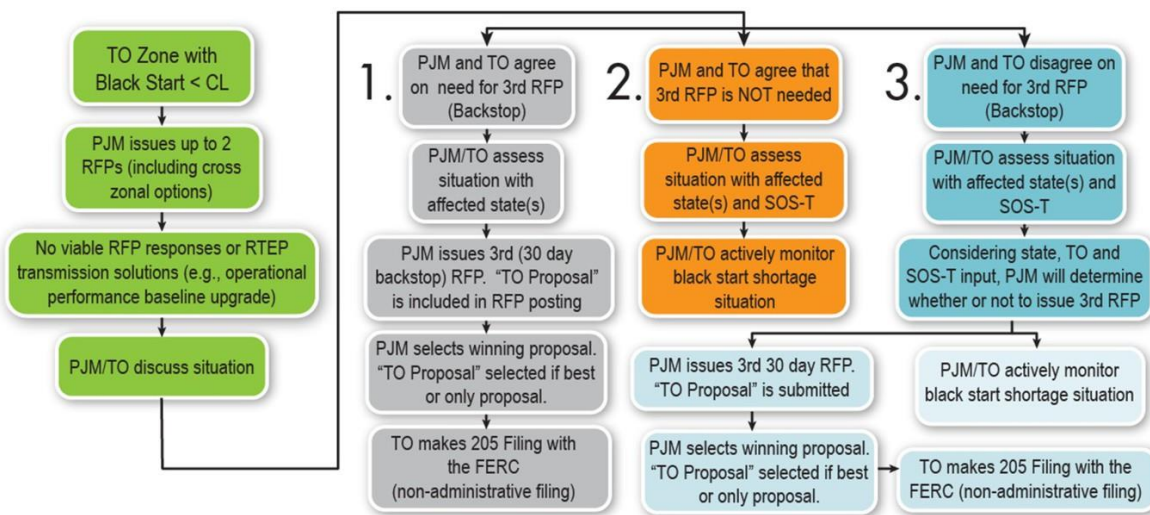 TO Zone with
Black Start < CL
PJM issues up to 2
RFPs (including cross
zonal options)
No viable RFP responses or RTEP
transmission solutions (e.g., operational
performance baseline upgrade)
PJM/TO discuss situation
1.
PJM and TO agree
on need for 3rd RFP
(Backstop)
PJM/TO assess
situation with
affected state(s)
PJM issues 3rd (30 day
backstop) RFP. “TO Proposal”
is included in RFP posting
PJM selects winning proposal.
“TO Proposal” selected if best
or only proposal.
TO makes 205 Filing with
the FERC
(non-administrative filing)
2.
PJM and TO agree that
3rd RFP is NOT needed
PJM/TO assess
situation with affected
state(s) and SOS-T
PJM/TO actively monitor
black start shortage
situation
3.
PJM and TO disagree on
need for 3rd RFP
(Backstop)
PJM/TO assess situation
with affected state(s) and
SOS-T
Considering state, TO and
SOS-T input, PJM will determine
whether or not to issue 3rd RFP
PJM issues 3rd 30 day RFP.
“TO Proposal” is submitted
PJM selects winning proposal.
“TO Proposal” selected if best
or only proposal.
TO makes 205 Filing with the
FERC (non-administrative filing)
PJM/TO actively monitor
black start shortage situation